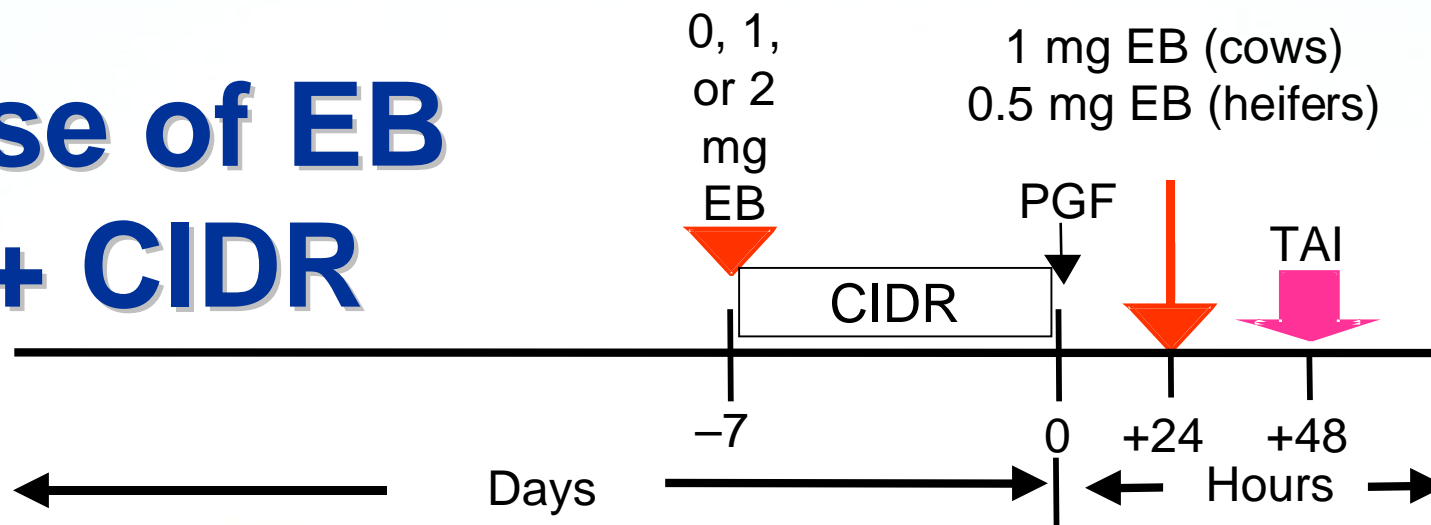 se of EB
+ CIDR
0, 1,
or 2
mg
EB
1 mg EB (cows)
0.5 mg EB (heifers)
PGF
TAI
CIDR
–7
0
+24
+48
Days
Hours